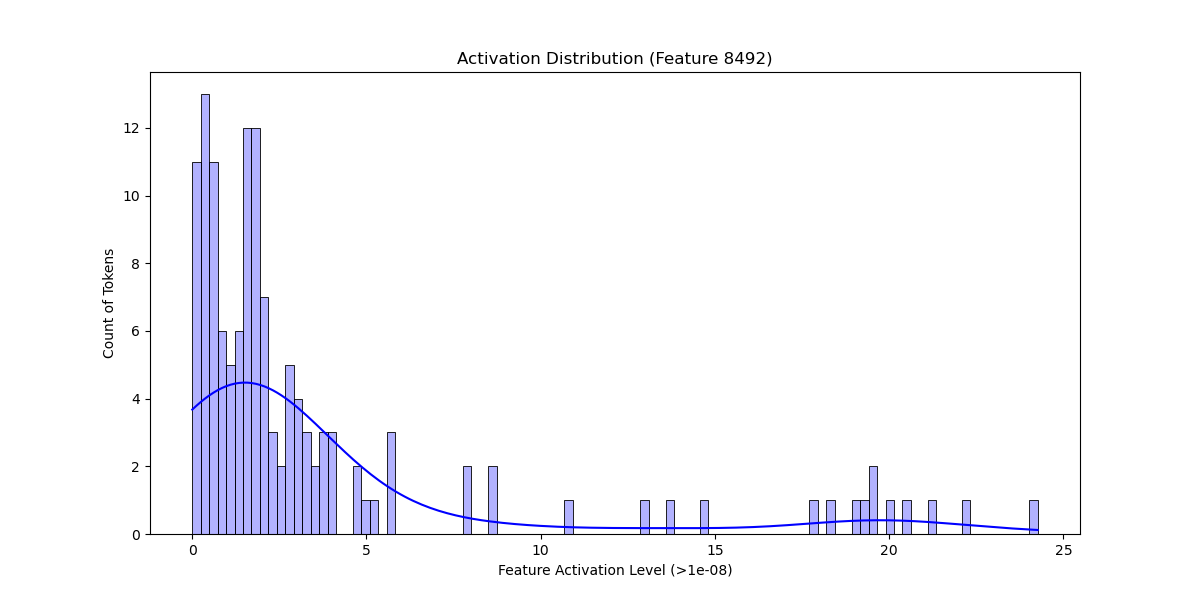 Activation Distribution (Feature 8492)
12
10
8
6
4
2
0
Count of Tokens
0 5 10 15 20 25
Feature Activation Level (>1e-08)